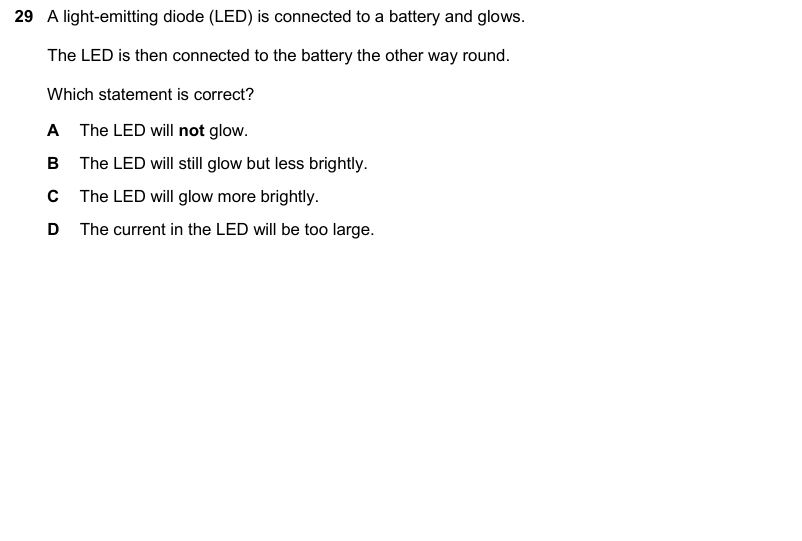 29 A light-emitting diode (LED) is connected to a battery and glows.
The LED is then connected to the battery the other way round.
Which statement is correct?
A The LED will not glow.
B The LED will still glow but less brightly.
C The LED will glow more brightly.
D The current in the LED will be too large.